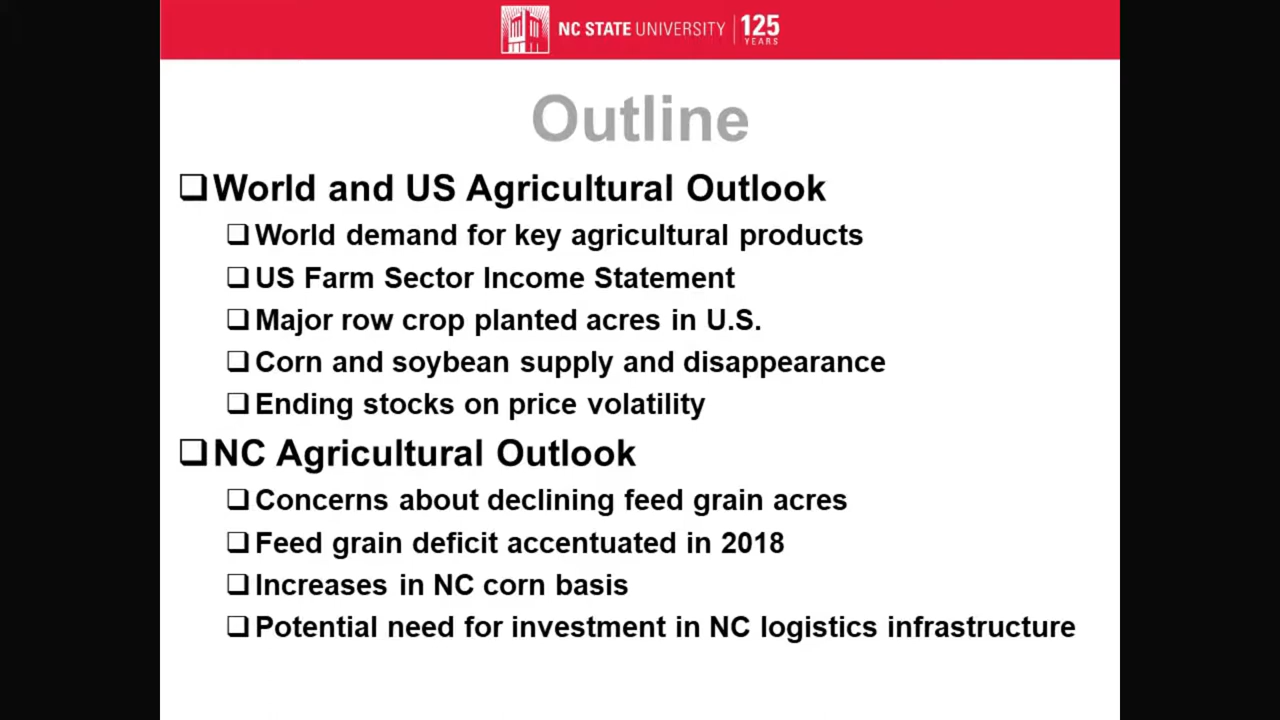 NC STATE UNIVERSITY 125 YEARS
Outline
❑World and US Agricultural Outlook
❑World demand for key agricultural products
❑US Farm Sector Income Statement
❑Major row crop planted acres in U.S.
❑Corn and soybean supply and disappearance
❑Ending stocks on price volatility
❑NC Agricultural Outlook
❑Concerns about declining feed grain acres
❑Feed grain deficit accentuated in 2018
❑Increases in NC corn basis
❑Potential need for investment in NC logistics infrastructure